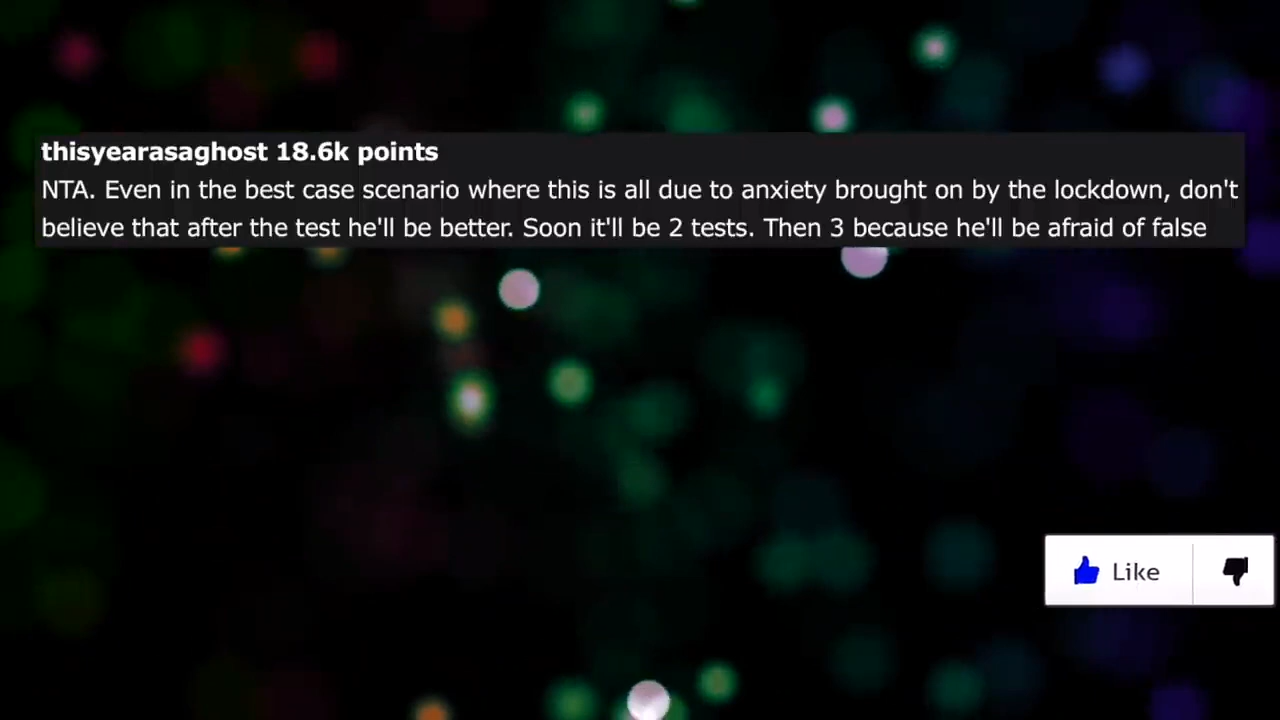 thisyearasaghost 18.6k points
NTA. Even in the best case scenario where this is all due to anxiety brought on by the lockdown, don't
believe that after the test he'll be better. Soon it'll be 2 tests. Then 3 because he'll be afraid of false
Like